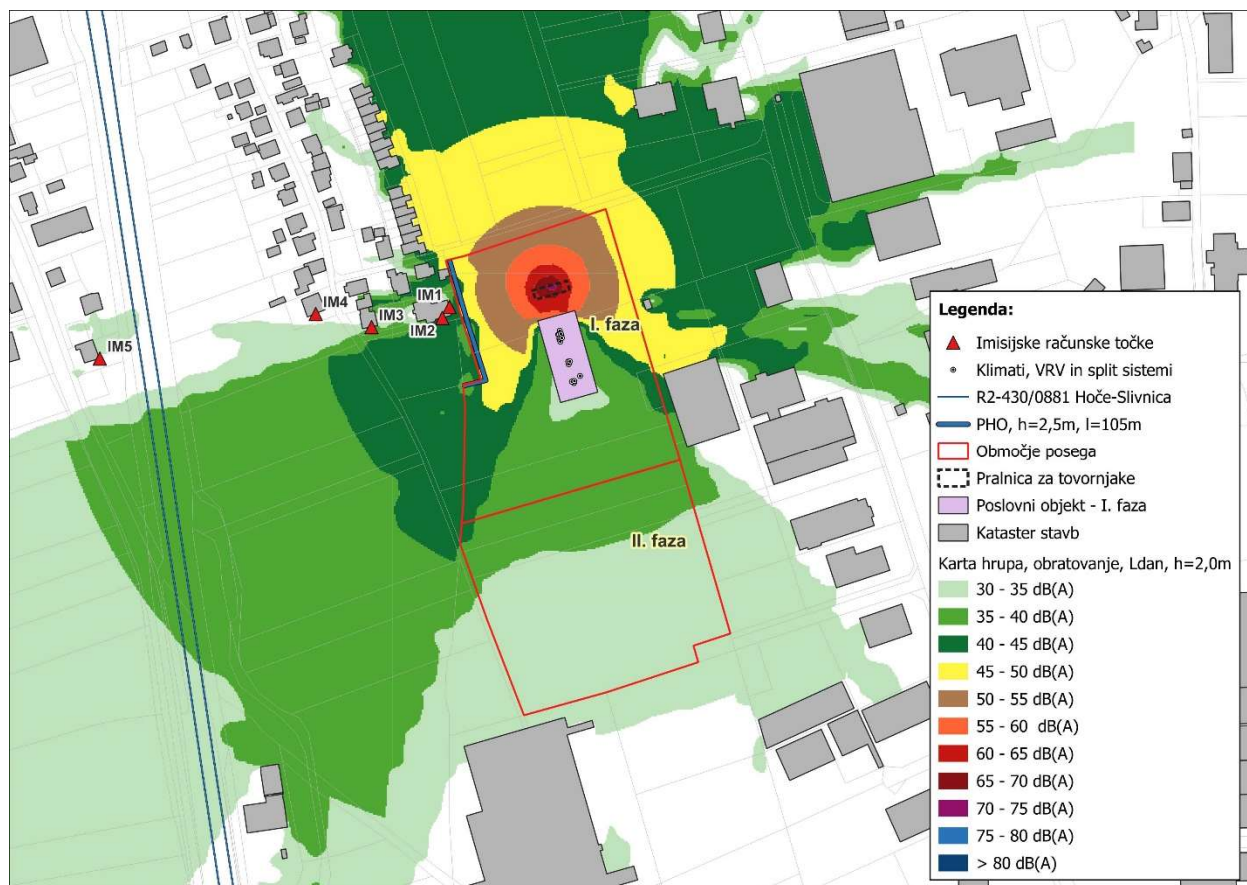 I. faza
IM1
IM2
IM3
IM4
IM5
II. faza
Legenda:
Imisijske računske točke
Klimati, VRV in split sistemi
R2-430/0881 Hoče-Slivnica
PHO, h=2,5m, l=105m
Območje posega
Pralnica za tovornjake
Poslovni objekt - I. faza
Kataster stavb
Karta hrupa, obratovanje, Ldan, h=2,0m
30 - 35 dB(A)
35 - 40 dB(A)
40 - 45 dB(A)
45 - 50 dB(A)
50 - 55 dB(A)
55 - 60 dB(A)
60 - 65 dB(A)
65 - 70 dB(A)
70 - 75 dB(A)
75 - 80 dB(A)
> 80 dB(A)